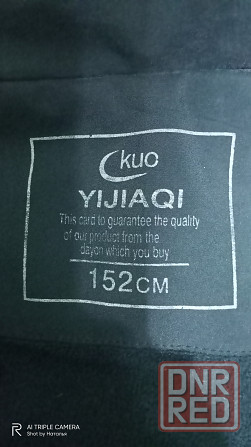 kuo
YIJIAQI
This card to guarantee the quality
of our product from the
dayon which you buy
152CM
DNR
RED
AI TRIPLE CAMERA
Shot by Наталья